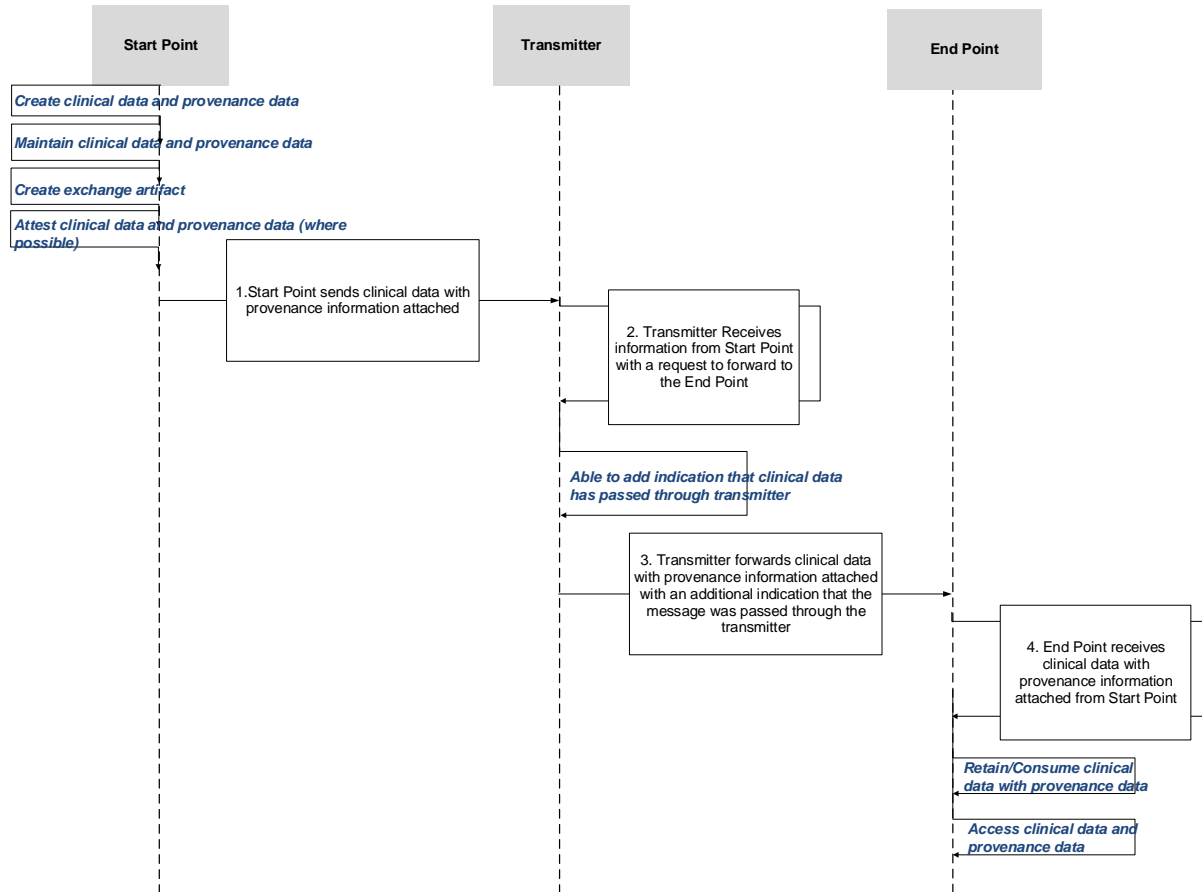 Start Point
Transmitter
End Point
Create clinical data and provenance data
Maintain clinical data and provenance data
Create exchange artifact
Attest clinical data and provenance data (where
possible)
1.Start Point sends clinical data with
provenance information attached
2. Transmitter Receives
information from Start Point
with a request to forward to
the End Point
Able to add indication that clinical data
has passed through transmitter
3. Transmitter forwards clinical data
with provenance information attached
with an additional indication that the
message was passed through the
transmitter
4. End Point receives
clinical data with
provenance information
attached from Start Point
Retain/Consume clinical
data with provenance data
Access clinical data and
provenance data